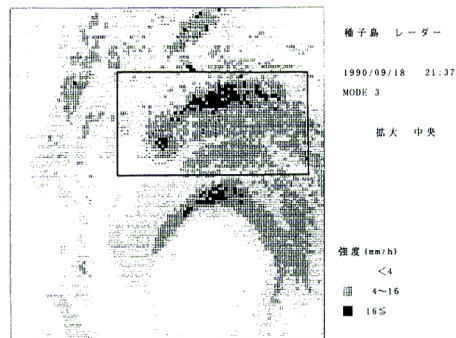 種子島 レーダー
1990/09/18 21:37
MODE 3
拡大 中央
強度 (mm/h)
<4
4～16
16≦